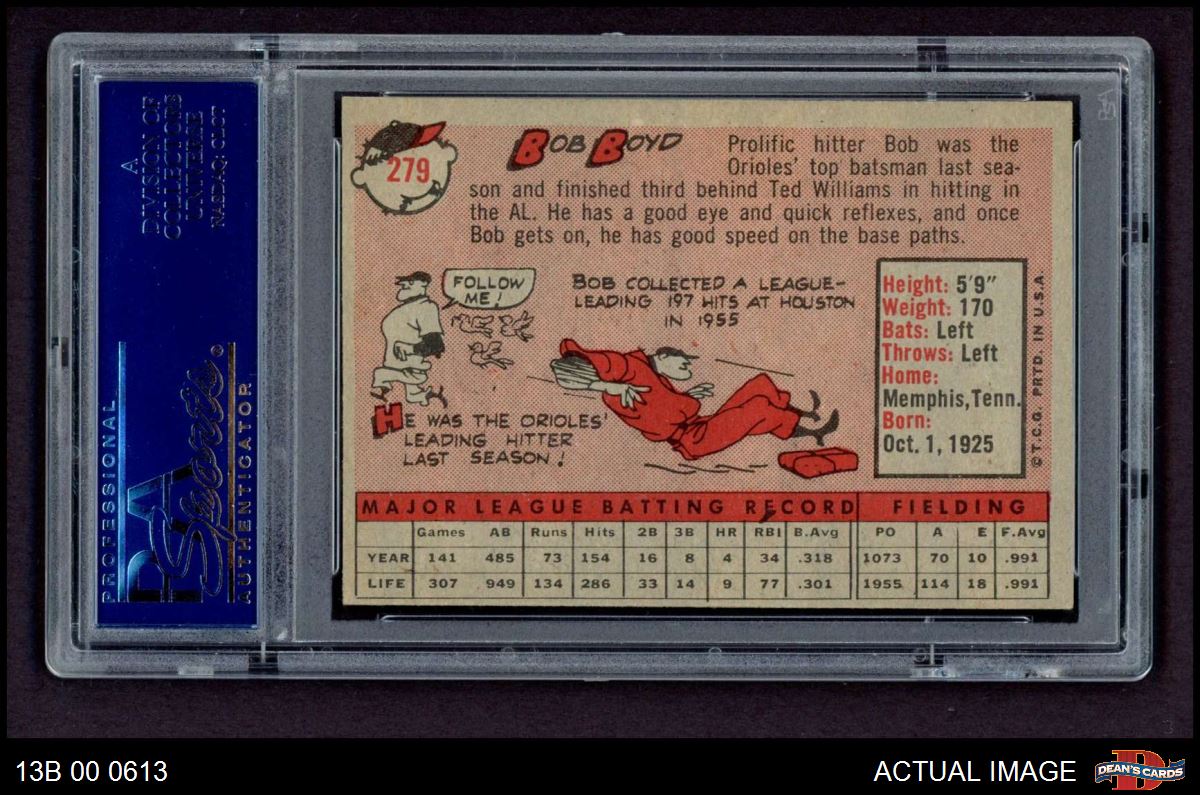 A
DIVISION OF
COLLECTORS
UNIVERSE
NASDAQ: CLCT
PROFESSIONAL
PSA
Sports
AUTHENTICATOR
279
BOB BOYD
Prolific hitter Bob was the
Orioles' top batsman last sea-
son and finished third behind Ted Williams in hitting in
the AL. He has a good eye and quick reflexes, and once
Bob gets on, he has good speed on the base paths.
FOLLOW
ME!
BOB COLLECTED A LEAGUE-
LEADING 197 HITS AT HOUSTON
IN 1955
HE WAS THE ORIOLES'
LEADING HITTER
LAST SEASON!
Height: 5'9"
Weight: 170
Bats: Left
Throws: Left
Home:
Memphis, Tenn.
Born:
Oct. 1, 1925
© T.C.G. PRTD. IN U.S.A
MAJOR LEAGUE BATTING RECORD FIELDING
Games AB Runs Hits 2B 3B HR RBI B.Avg PO A E F.Avg
YEAR 141 485 73 154 16 8 4 34 .318 1073 70 10 .991
LIFE 307 949 134 286 33 14 9 77 .301 1955 114 18 .991
13B 00 0613
ACTUAL IMAGE
DEAN'S CARDS